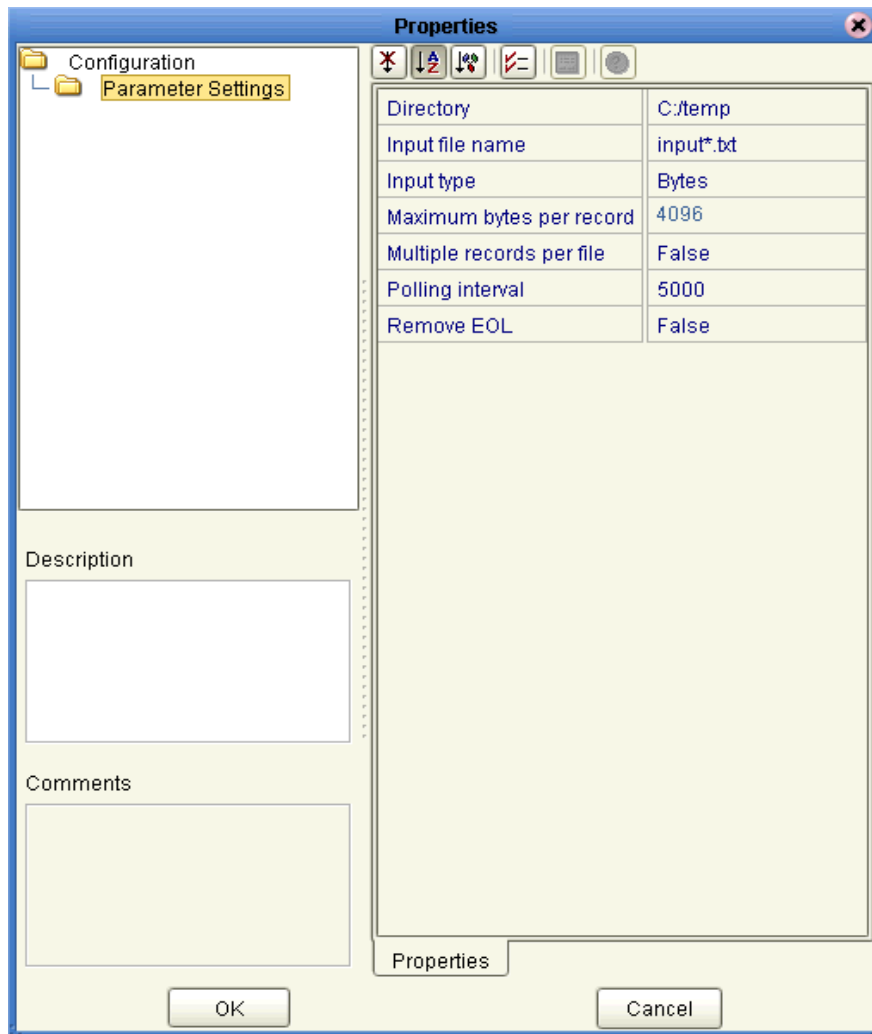 Properties
Configuration
Parameter Settings
Directory C:/temp
Input file name input*.txt
Input type Bytes
Maximum bytes per record 4096
Multiple records per file False
Polling interval 5000
Remove EOL False
Description
Comments
Properties
OK Cancel